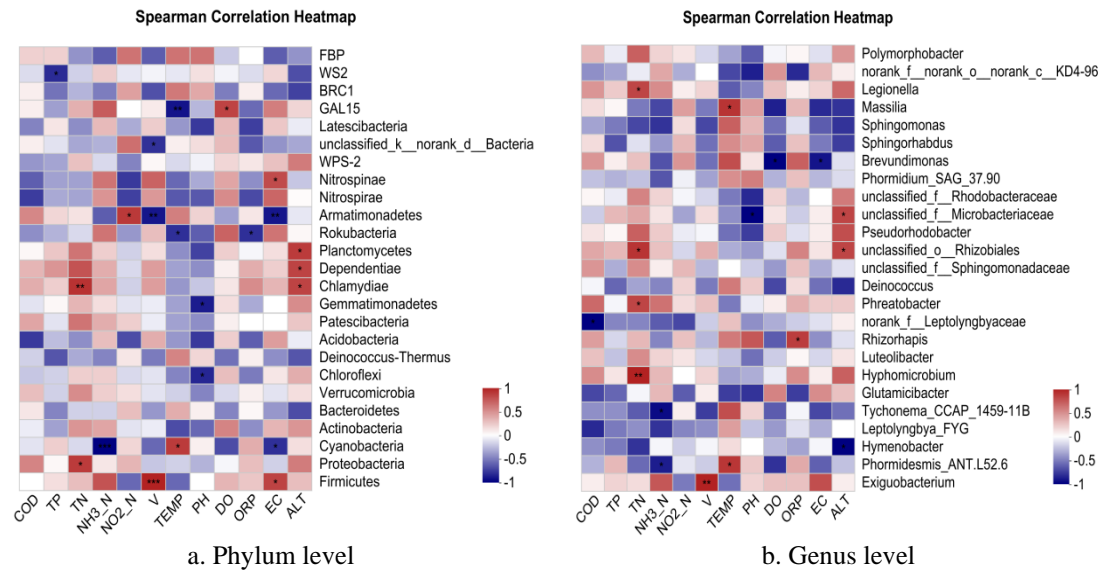 Spearman Correlation Heatmap
FBP
WS2
BRC1
GAL15
Latescibacteria
unclassified_k__norank_d__Bacteria
WPS-2
Nitrospinae
Nitrospirae
Armatimonadetes
Rokubacteria
Planctomycetes
Dependentiae
Chlamydiae
Gemmatimonadetes
Patescibacteria
Acidobacteria
Deinococcus-Thermus
Chloroflexi
Verrucomicrobia
Bacteroidetes
Actinobacteria
Cyanobacteria
Proteobacteria
Firmicutes
1
0.5
0
-0.5
-1
COD TP TN NH3_N NO2_N V TEMP PH DO ORP EC ALT
a. Phylum level
Spearman Correlation Heatmap
Polymorphobacter
norank_f__norank_o__norank_c__KD4-96
Legionella
Massilia
Sphingomonas
Sphingorhabdus
Brevundimonas
Phormidium_SAG_37.90
unclassified_f__Rhodobacteraceae
unclassified_f__Microbacteriaceae
Pseudorhodobacter
unclassified_o__Rhizobiales
unclassified_f__Sphingomonadaceae
Deinococcus
Phreatobacter
norank_f__Leptolyngbyaceae
Rhizorhapis
Luteolibacter
Hyphomicrobium
Glutamicibacter
Tychonema_CCAP_1459-11B
Leptolyngbya_FYG
Hymenobacter
Phormidesmis_ANT.L52.6
Exiguobacterium
1
0.5
0
-0.5
-1
COD TP TN NH3_N NO2_N V TEMP PH DO ORP EC ALT
b. Genus level